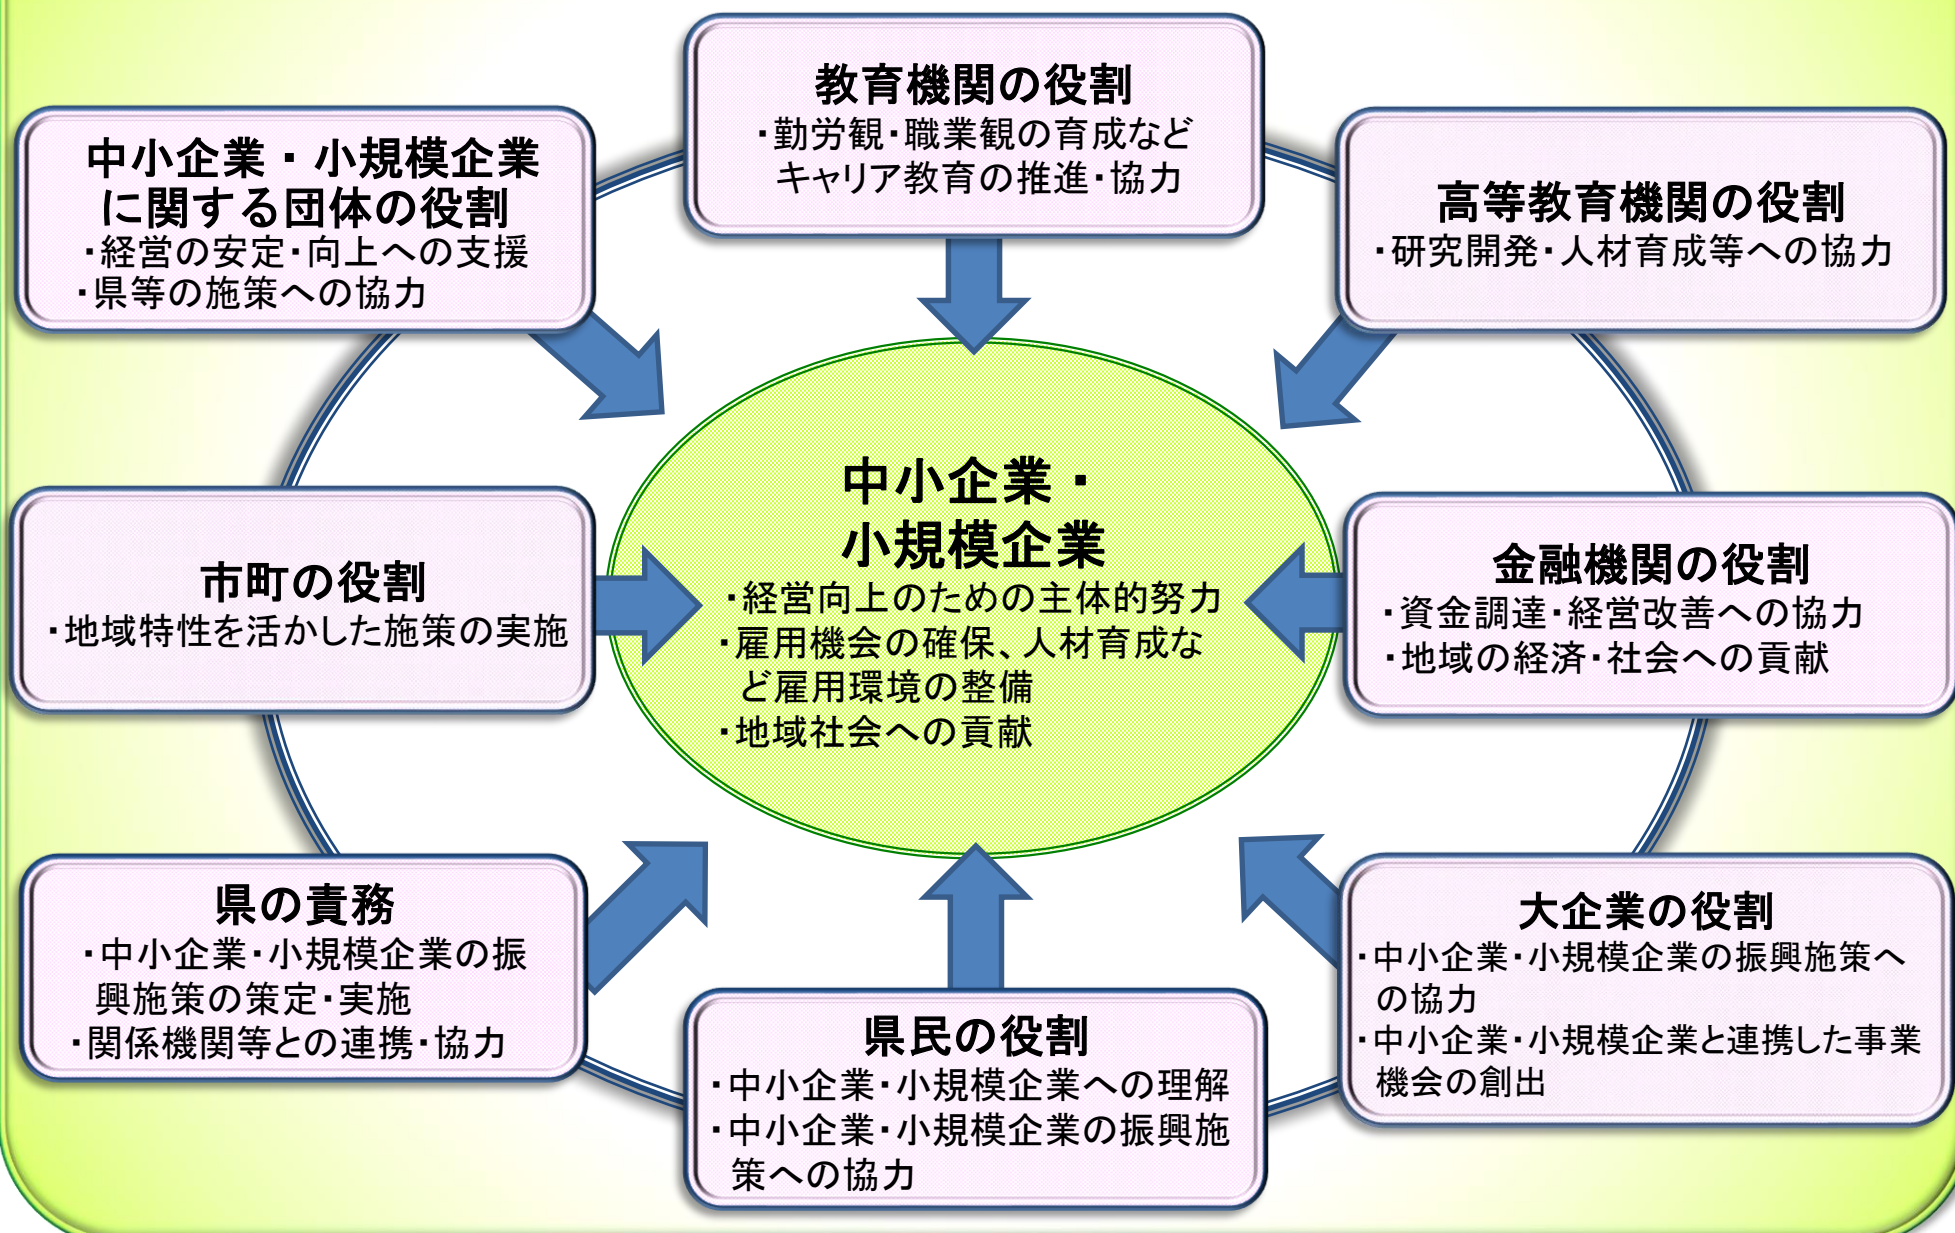 教育機関の役割
・勤労観・職業観の育成など
キャリア教育の推進・協力
中小企業・小規模企業
に関する団体の役割
・経営の安定・向上への支援
・県等の施策への協力
高等教育機関の役割
・研究開発・人材育成等への協力
中小企業・
小規模企業
・経営向上のための主体的努力
・雇用機会の確保、人材育成な
ど雇用環境の整備
・地域社会への貢献
市町の役割
・地域特性を活かした施策の実施
金融機関の役割
・資金調達・経営改善への協力
・地域の経済・社会への貢献
県の責務
・中小企業・小規模企業の振
興施策の策定・実施
・関係機関等との連携・協力
県民の役割
・中小企業・小規模企業への理解
・中小企業・小規模企業の振興施
策への協力
大企業の役割
・中小企業・小規模企業の振興施策へ
の協力
・中小企業・小規模企業と連携した事業
機会の創出